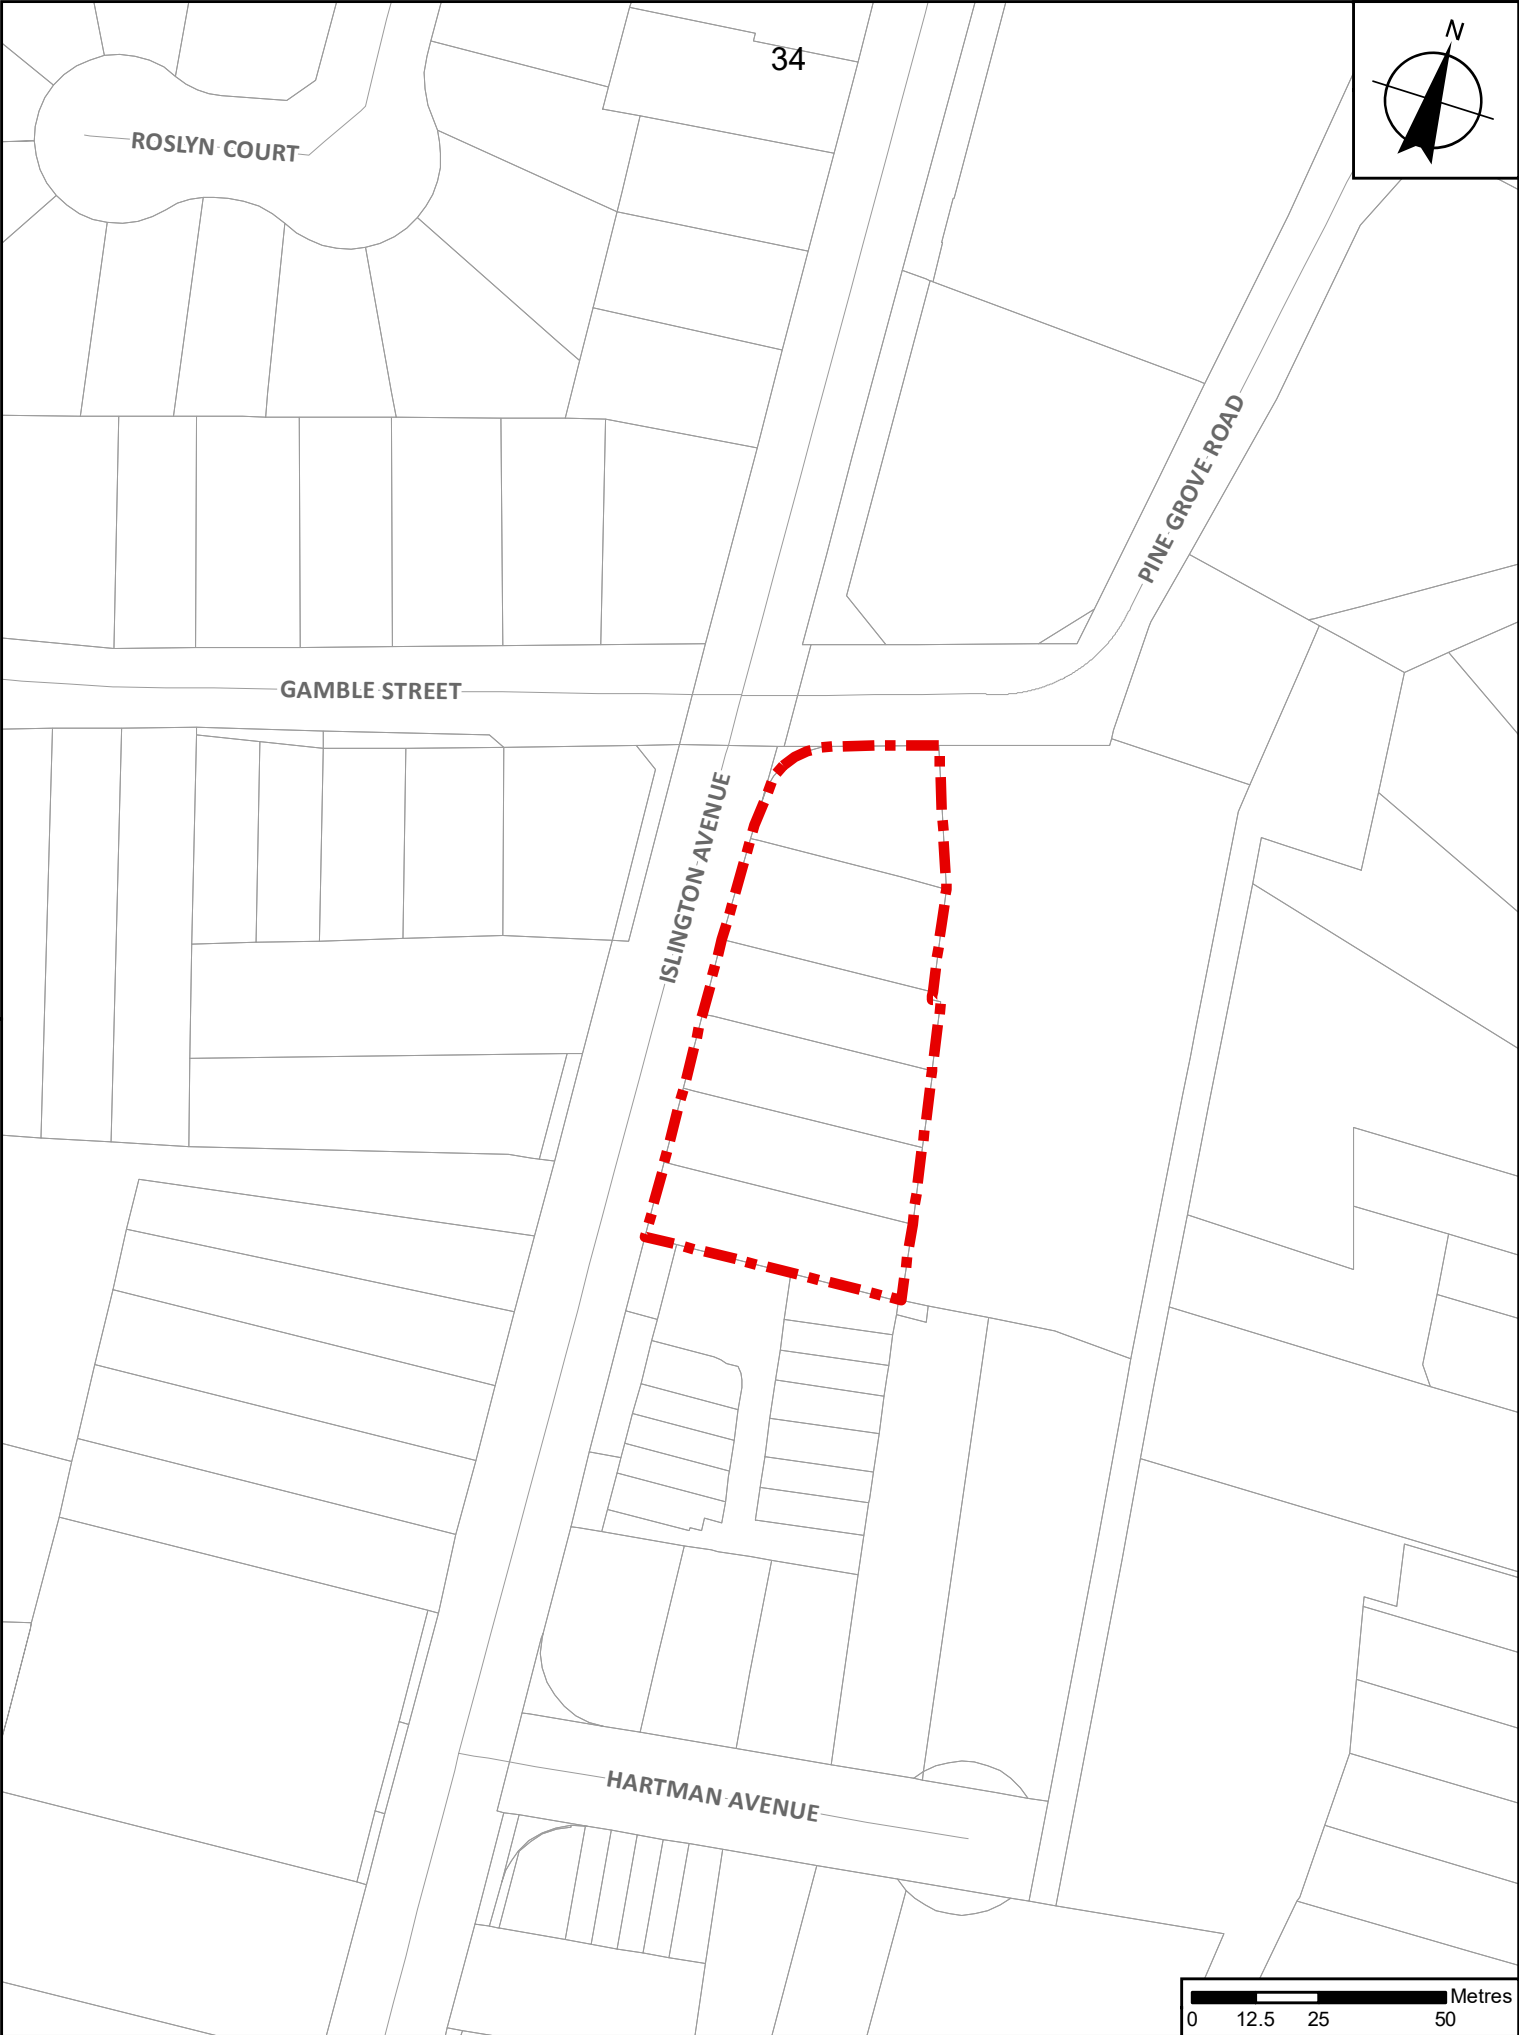 34
N
ROSLYN COURT
PINE GROVE ROAD
GAMBLE STREET
ISLINGTON AVENUE
HARTMAN AVENUE
Metres
0 12.5 25 50